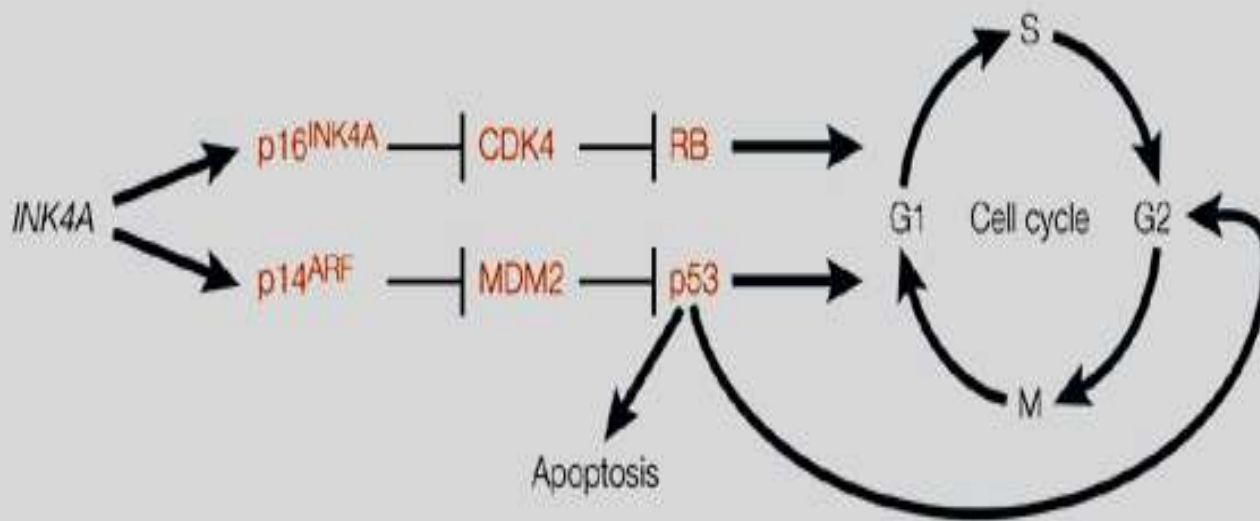 S
p16INK4A CDK4 RB
INK4A G1 Cell cycle G2
p14ARF MDM2 p53
M
Apoptosis